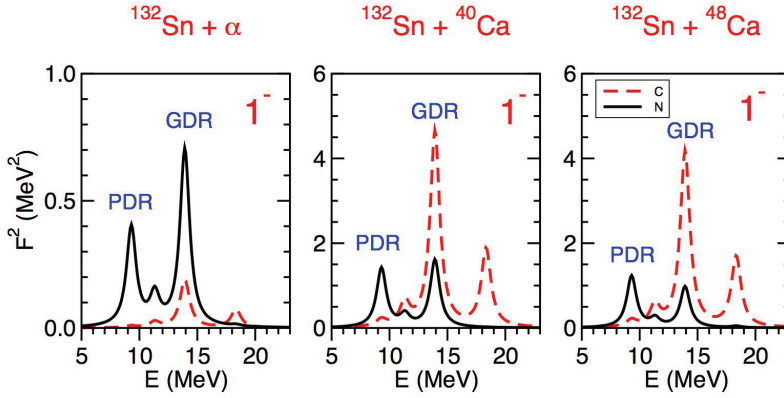 ¹³²Sn + α
¹³²Sn + ⁴⁰Ca
¹³²Sn + ⁴⁸Ca
F² (MeV²)
1.0
0.5
0.0
1⁻
GDR
PDR
5 10 15 20
E (MeV)
6
4
2
0
1⁻
GDR
PDR
5 10 15 20
E (MeV)
6
4
2
0
C
N
1⁻
GDR
PDR
5 10 15 20
E (MeV)